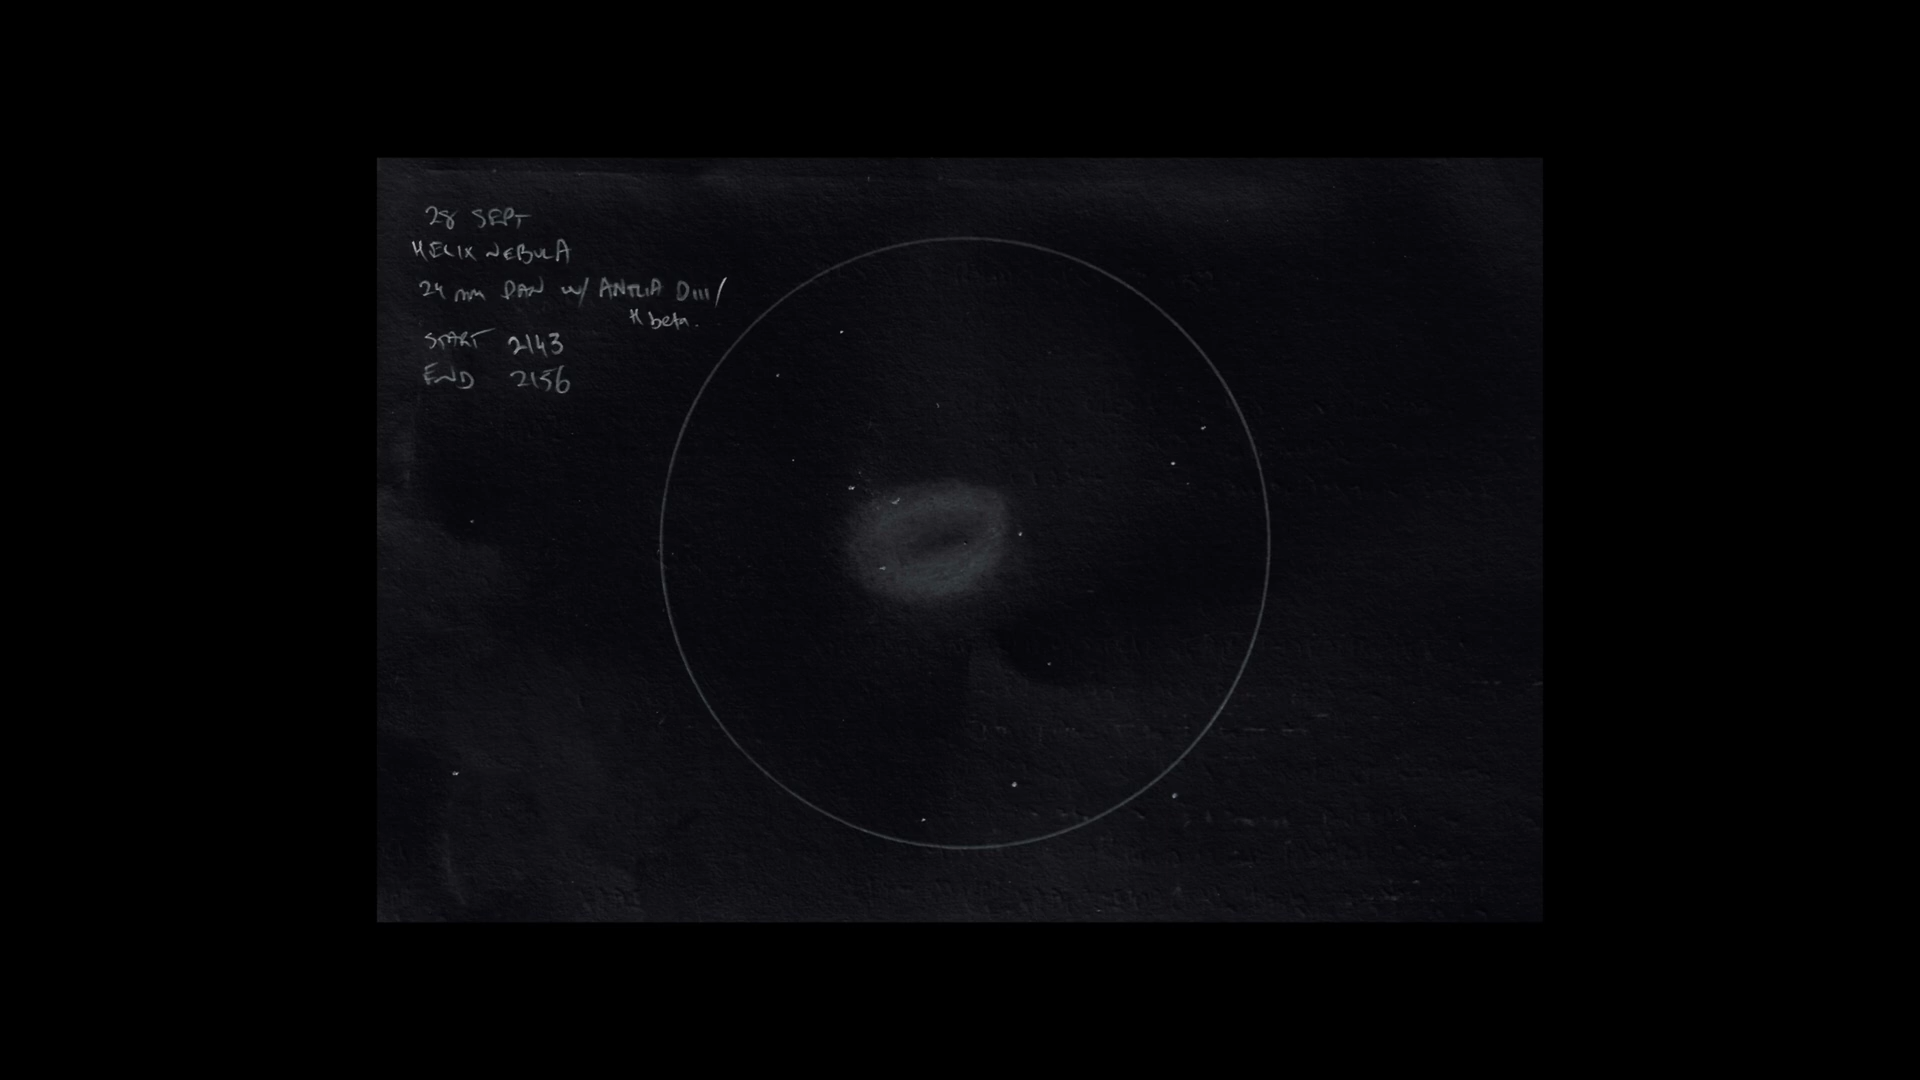 28 SEPT
HELIX NEBULA
24 mm PAN w/ ANTLIA OIII/
H beta.
START 2143
END 2156